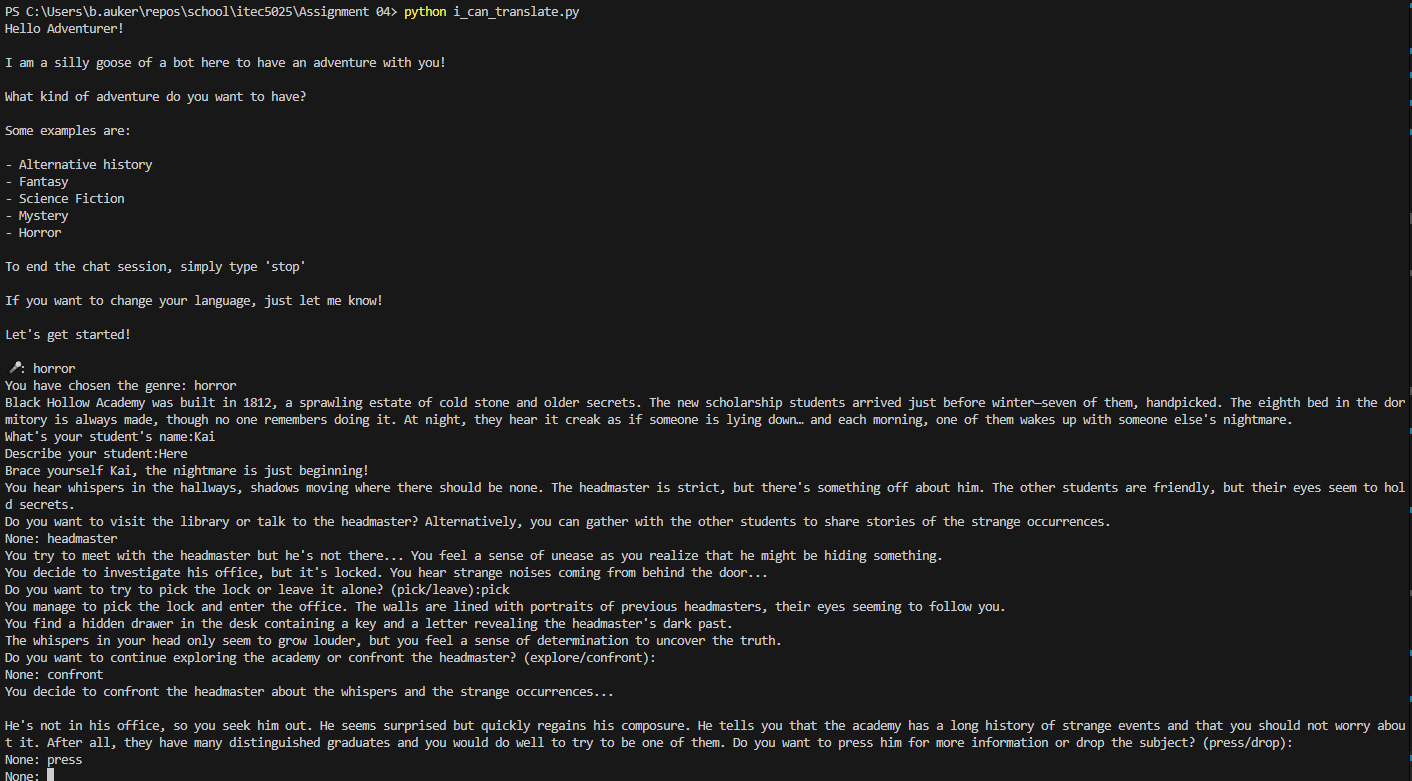 PS C:\Users\b.auker\repos\school\itec5025\Assignment 04> python i_can_translate.py
Hello Adventurer!
I am a silly goose of a bot here to have an adventure with you!
What kind of adventure do you want to have?
Some examples are:
- Alternative history
- Fantasy
- Science Fiction
- Mystery
- Horror
To end the chat session, simply type 'stop'
If you want to change your language, just let me know!
Let's get started!
🎤: horror
You have chosen the genre: horror
Black Hollow Academy was built in 1812, a sprawling estate of cold stone and older secrets. The new scholarship students arrived just before winter—seven of them, handpicked. The eighth bed in the dor
mitory is always made, though no one remembers doing it. At night, they hear it creak as if someone is lying down… and each morning, one of them wakes up with someone else's nightmare.
What's your student's name:Kai
Describe your student:Here
Brace yourself Kai, the nightmare is just beginning!
You hear whispers in the hallways, shadows moving where there should be none. The headmaster is strict, but there's something off about him. The other students are friendly, but their eyes seem to hol
d secrets.
Do you want to visit the library or talk to the headmaster? Alternatively, you can gather with the other students to share stories of the strange occurrences.
None: headmaster
You try to meet with the headmaster but he's not there... You feel a sense of unease as you realize that he might be hiding something.
You decide to investigate his office, but it's locked. You hear strange noises coming from behind the door...
Do you want to try to pick the lock or leave it alone? (pick/leave):pick
You manage to pick the lock and enter the office. The walls are lined with portraits of previous headmasters, their eyes seeming to follow you.
You find a hidden drawer in the desk containing a key and a letter revealing the headmaster's dark past.
The whispers in your head only seem to grow louder, but you feel a sense of determination to uncover the truth.
Do you want to continue exploring the academy or confront the headmaster? (explore/confront):
None: confront
You decide to confront the headmaster about the whispers and the strange occurrences...
He's not in his office, so you seek him out. He seems surprised but quickly regains his composure. He tells you that the academy has a long history of strange events and that you should not worry abou
t it. After all, they have many distinguished graduates and you would do well to try to be one of them. Do you want to press him for more information or drop the subject? (press/drop):
None: press
None: